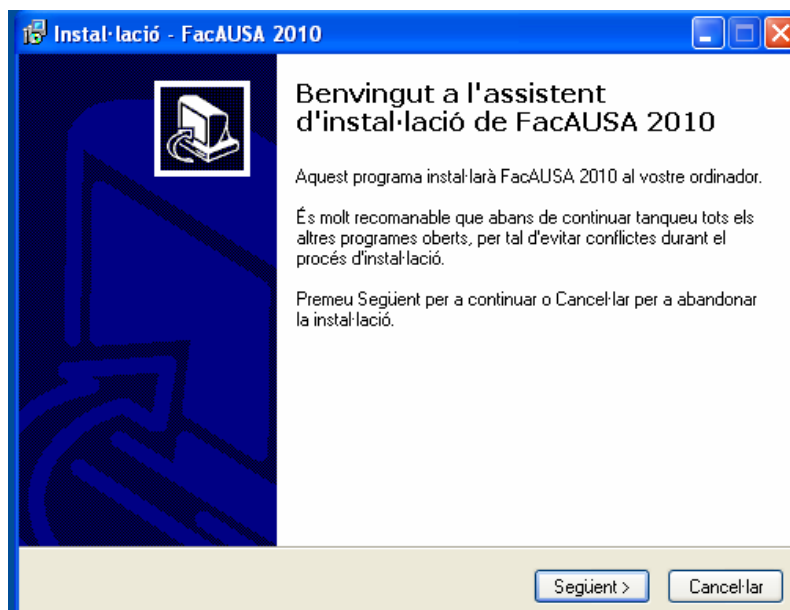 Instal·lació - FacAUSA 2010
Benvingut a l'assistent
d'instal·lació de FacAUSA 2010
Aquest programa instal·larà FacAUSA 2010 al vostre ordinador.
És molt recomanable que abans de continuar tanqueu tots els
altres programes oberts, per tal d'evitar conflictes durant el
procés d'instal·lació.
Premeu Següent per a continuar o Cancel·lar per a abandonar
la instal·lació.
Següent >
Cancel·lar